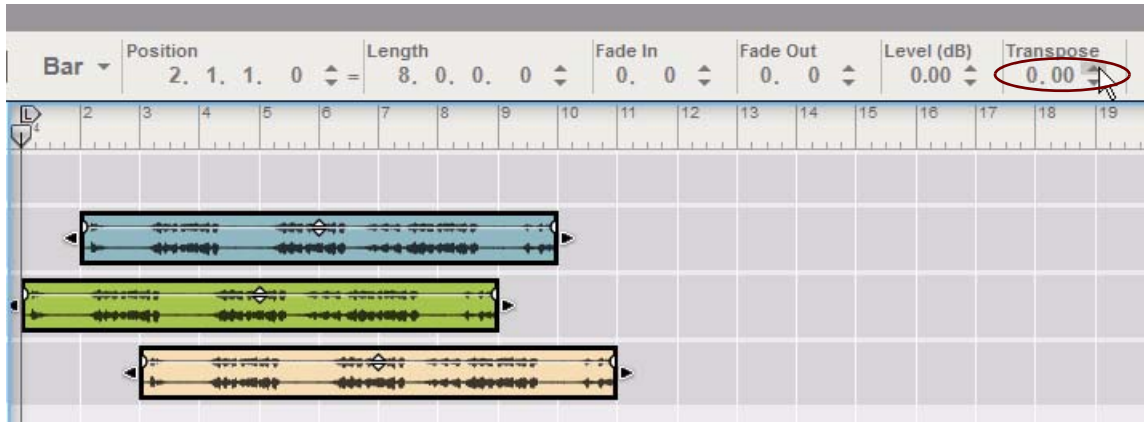 Bar Position Length Fade In Fade Out Level (dB) Transpose
2. 1. 1. 0 = 8. 0. 0. 0 0. 0 0. 0 0.00 0.00
L 2 3 4 5 6 7 8 9 10 11 12 13 14 15 16 17 18 19
4